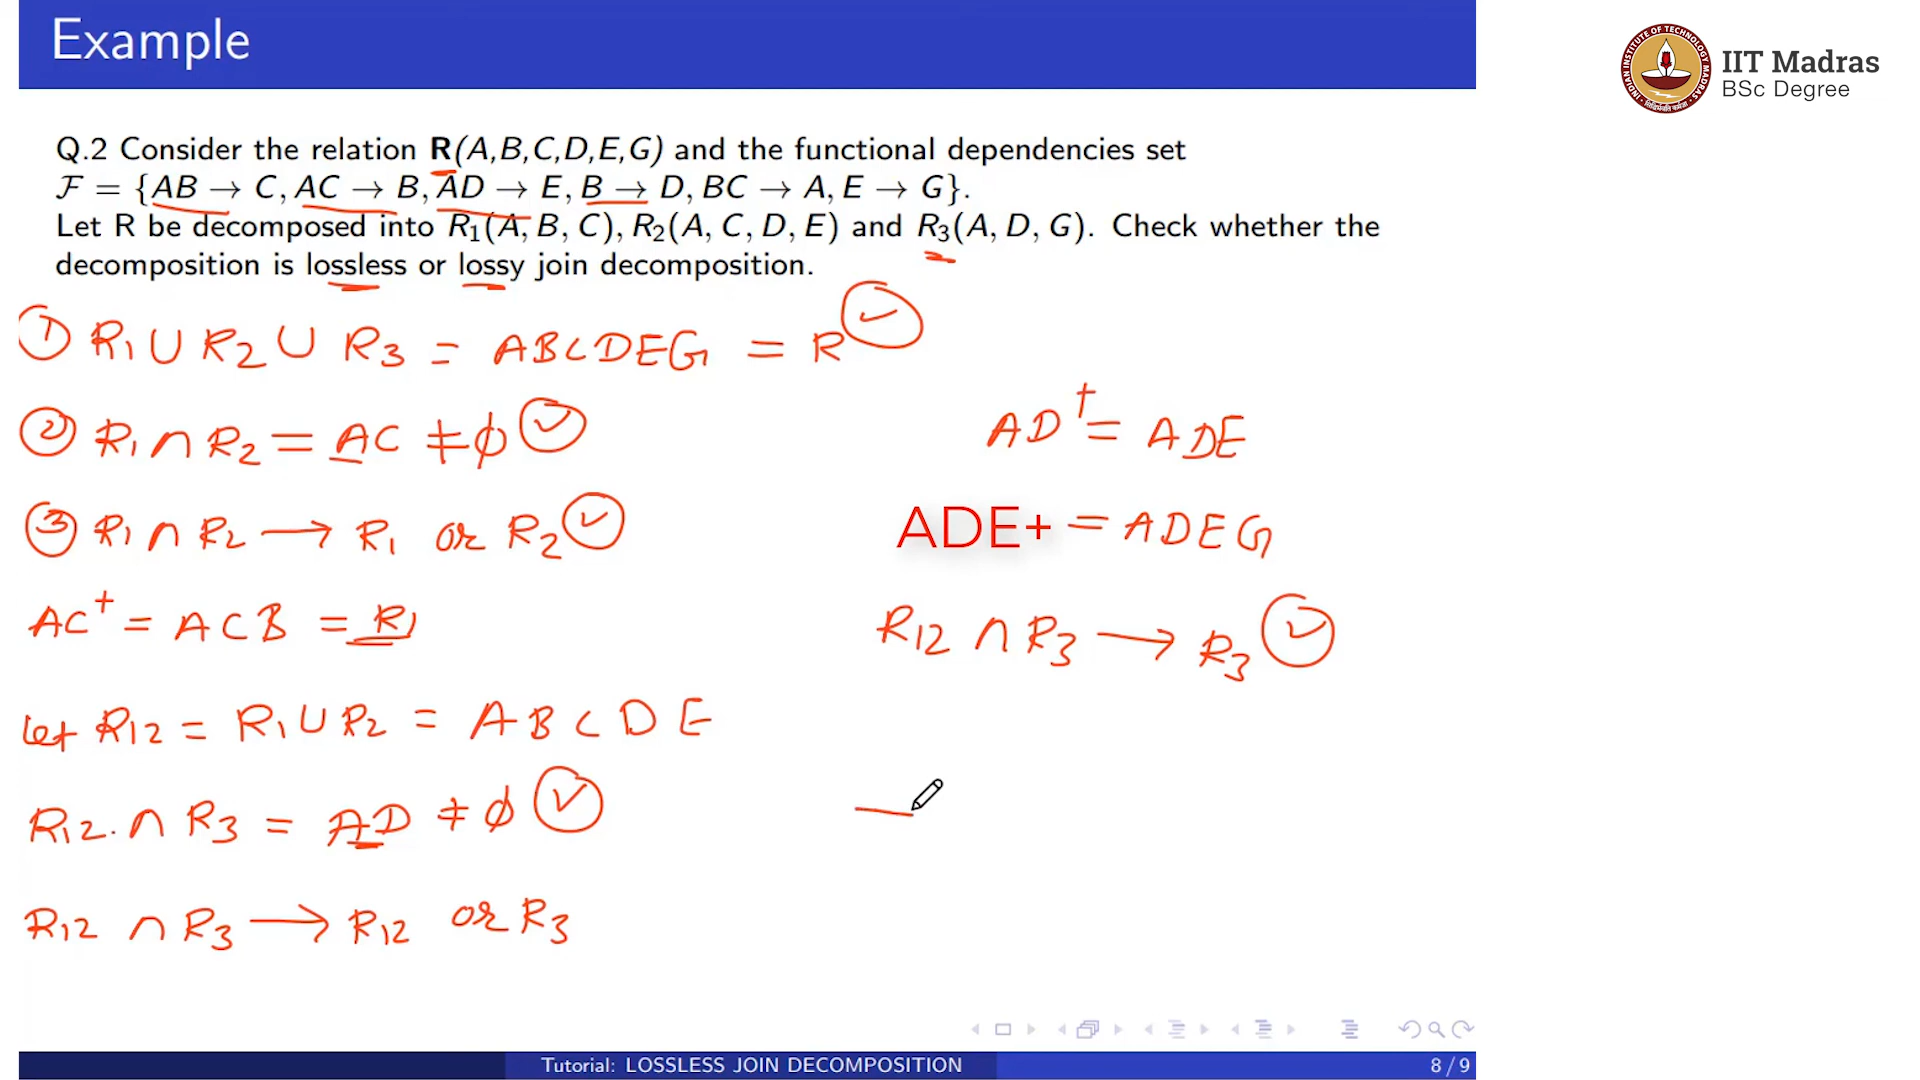 Example
IIT Madras
BSc Degree
Q.2 Consider the relation R(A,B,C,D,E,G) and the functional dependencies set
F = {AB → C, AC → B, AD → E, B → D, BC → A, E → G}.
Let R be decomposed into R₁(A, B, C), R₂(A, C, D, E) and R₃(A, D, G). Check whether the
decomposition is lossless or lossy join decomposition.
① R1 ∪ R2 ∪ R3 = ABCDEG = R ✓
② R1 ∩ R2 = AC ≠ ϕ ✓
③ R1 ∩ R2 → R1 or R2 ✓
AC⁺ = ACB = R1
Let R12 = R1 ∪ R2 = ABCDE
R12 ∩ R3 = AD ≠ ϕ ✓
R12 ∩ R3 → R12 or R3
AD⁺ = ADE
ADE+ = ADEG
R12 ∩ R3 → R3 ✓
Tutorial: LOSSLESS JOIN DECOMPOSITION
8 / 9